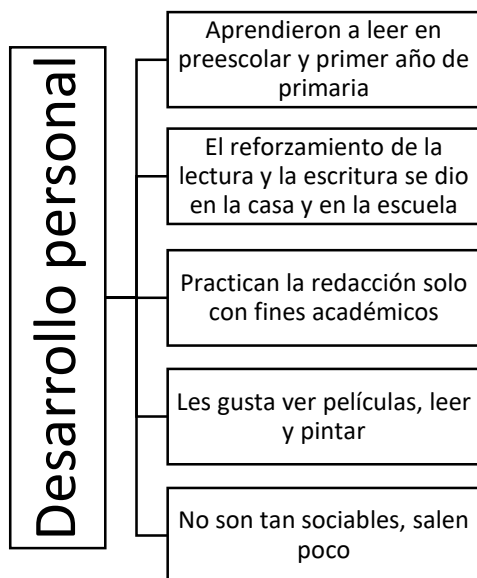 Desarrollo personal
Aprendieron a leer en
preescolar y primer año de
primaria
El reforzamiento de la
lectura y la escritura se dio
en la casa y en la escuela
Practican la redacción solo
con fines académicos
Les gusta ver películas, leer
y pintar
No son tan sociables, salen
poco